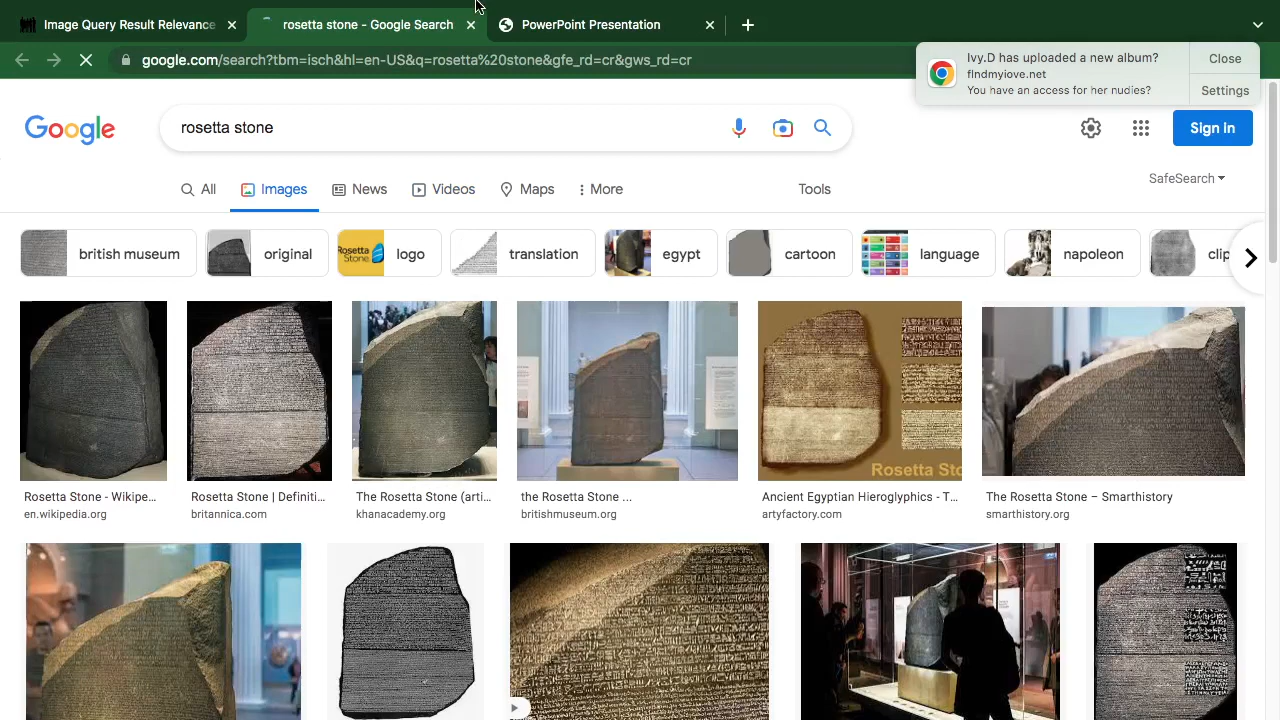 Image Query Result Relevance
rosetta stone - Google Search
PowerPoint Presentation
google.com/search?tbm=isch&hl=en-US&q=rosetta%20stone&gfe_rd=cr&gws_rd=cr
Ivy.D has uploaded a new album?
flndmyiove.net
You have an access for her nudies?
Close
Settings
Google
rosetta stone
Sign in
All
Images
News
Videos
Maps
More
Tools
SafeSearch
british museum
original
Rosetta Stone
logo
translation
egypt
cartoon
language
napoleon
clip
Rosetta Sto
Rosetta Stone - Wikipe...
en.wikipedia.org
Rosetta Stone | Definiti...
britannica.com
The Rosetta Stone (arti...
khanacademy.org
the Rosetta Stone ...
britishmuseum.org
Ancient Egyptian Hieroglyphics - T...
artyfactory.com
The Rosetta Stone – Smarthistory
smarthistory.org